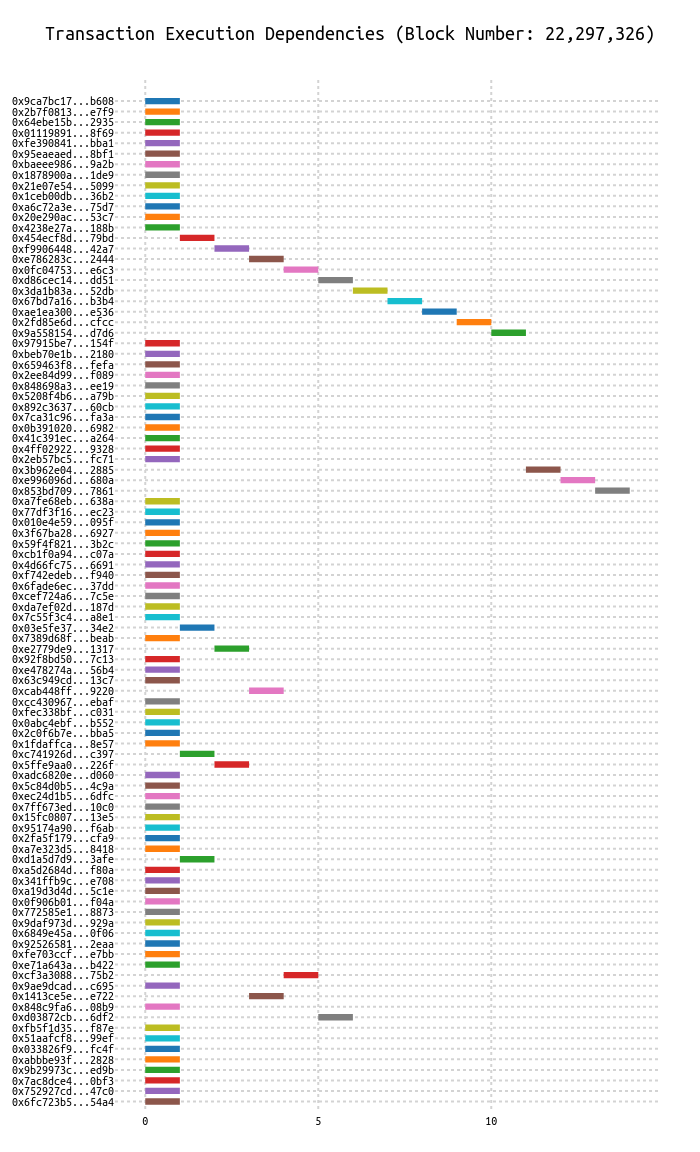 Transaction Execution Dependencies (Block Number: 22,297,326)
0x9ca7bc17...b608
0x2b7f0813...e7f9
0x64ebe15b...2935
0x01119891...8f69
0xfe390841...bba1
0x95eaeaed...8bf1
0xbaeee986...9a2b
0x1878900a...1de9
0x21e07e54...5099
0x1ceb00db...36b2
0xa6c72a3e...75d7
0x20e290ac...53c7
0x4238e27a...188b
0x454ecf8d...79bd
0xf9906448...42a7
0xe786283c...2444
0x0fc04753...e6c3
0xd86cec14...dd51
0x3da1b83a...52db
0x67bd7a16...b3b4
0xae1ea300...e536
0x2fd85e6d...cfcc
0x9a558154...d7d6
0x97915be7...154f
0xbeb70e1b...2180
0x659463f8...fefa
0x2ee84d99...f089
0x848698a3...ee19
0x5208f4b6...a79b
0x892c3637...60cb
0x7ca31c96...fa3a
0x0b391020...6982
0x41c391ec...a264
0x4ff02922...9328
0x2eb57bc5...fc71
0x3b962e04...2885
0xe996096d...680a
0x853bd709...7861
0xa7fe68eb...638a
0x77df3f16...ec23
0x010e4e59...095f
0x3f67ba28...6927
0x59f4f821...3b2c
0xcb1f0a94...c07a
0x4d66fc75...6691
0xf742edeb...f940
0x6fade6ec...37dd
0xcef724a6...7c5e
0xda7ef02d...187d
0x7c55f3c4...a8e1
0x03e5fe37...34e2
0x7389d68f...beab
0xe2779de9...1317
0x92f8bd50...7c13
0xe478274a...56b4
0x63c949cd...13c7
0xcab448ff...9220
0xcc430967...ebaf
0xfec338bf...c031
0x0abc4ebf...b552
0x2c0f6b7e...bba5
0x1fdaffca...8e57
0xc741926d...c397
0x5ffe9aa0...226f
0xadc6820e...d060
0x5c84d0b5...4c9a
0xec24d1b5...6dfc
0x7ff673ed...10c0
0x15fc0807...13e5
0x95174a90...f6ab
0x2fa5f179...cfa9
0xa7e323d5...8418
0xd1a5d7d9...3afe
0xa5d2684d...f80a
0x341ffb9c...e708
0xa19d3d4d...5c1e
0x0f906b01...f04a
0x772585e1...8873
0x9daf973d...929a
0x6849e45a...0f06
0x92526581...2eaa
0xfe703ccf...e7bb
0xe71a643a...b422
0xcf3a3088...75b2
0x9ae9dcad...c695
0x1413ce5e...e722
0x848c9fa6...08b9
0xd03872cb...6df2
0xfb5f1d35...f87e
0x51aafcf8...99ef
0x033826f9...fc4f
0xabbbe93f...2828
0x9b29973c...ed9b
0x7ac8dce4...0bf3
0x752927cd...47c0
0x6fc723b5...54a4
0 5 10